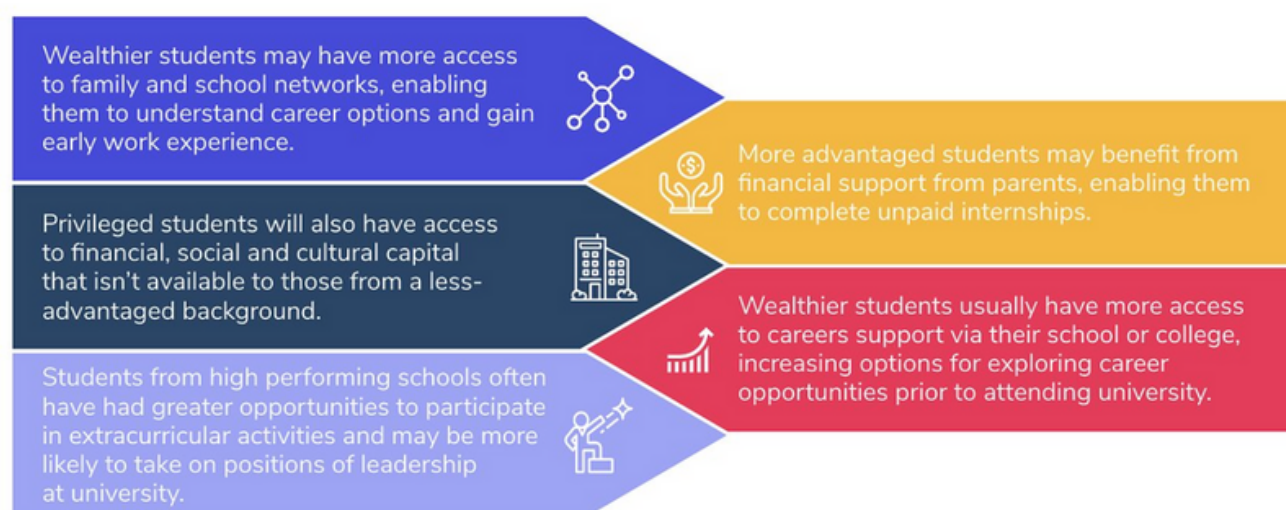 Wealthier students may have more access
to family and school networks, enabling
them to understand career options and gain
early work experience.
More advantaged students may benefit from
financial support from parents, enabling them
to complete unpaid internships.
Privileged students will also have access
to financial, social and cultural capital
that isn’t available to those from a less-
advantaged background.
Wealthier students usually have more access
to careers support via their school or college,
increasing options for exploring career
opportunities prior to attending university.
Students from high performing schools often
have had greater opportunities to participate
in extracurricular activities and may be more
likely to take on positions of leadership
at university.